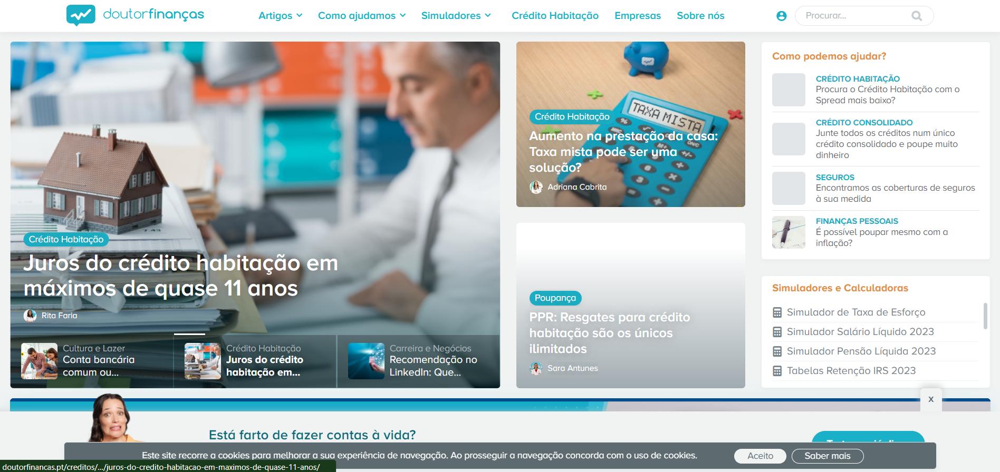 doutorfinanças
Artigos
Como ajudamos
Simuladores
Crédito Habitação
Empresas
Sobre nós
Procurar...
Crédito Habitação
Juros do crédito habitação em
máximos de quase 11 anos
Rita Faria
Cultura e Lazer
Conta bancária
comum ou...
Crédito Habitação
Juros do crédito
habitação em...
Carreira e Negócios
Recomendação no
LinkedIn: Que...
TAXA MISTA
Crédito Habitação
Aumento na prestação da casa:
Taxa mista pode ser uma
solução?
Adriana Cabrita
Poupança
PPR: Resgates para crédito
habitação são os únicos
ilimitados
Sara Antunes
Como podemos ajudar?
CRÉDITO HABITAÇÃO
Procura o Crédito Habitação com o
Spread mais baixo?
CRÉDITO CONSOLIDADO
Junte todos os créditos num único
crédito consolidado e poupe muito
dinheiro
SEGUROS
Encontramos as coberturas de seguros
à sua medida
FINANÇAS PESSOAIS
É possível poupar mesmo com a
inflação?
Simuladores e Calculadoras
Simulador de Taxa de Esforço
Simulador Salário Líquido 2023
Simulador Pensão Líquida 2023
Tabelas Retenção IRS 2023
x
Está farto de fazer contas à vida?
Este site recorre a cookies para melhorar a sua experiência de navegação. Ao prosseguir a navegação concorda com o uso de cookies.
Aceito
Saber mais
doutorfinancas.pt/creditos/.../juros-do-credito-habitacao-em-maximos-de-quase-11-anos/